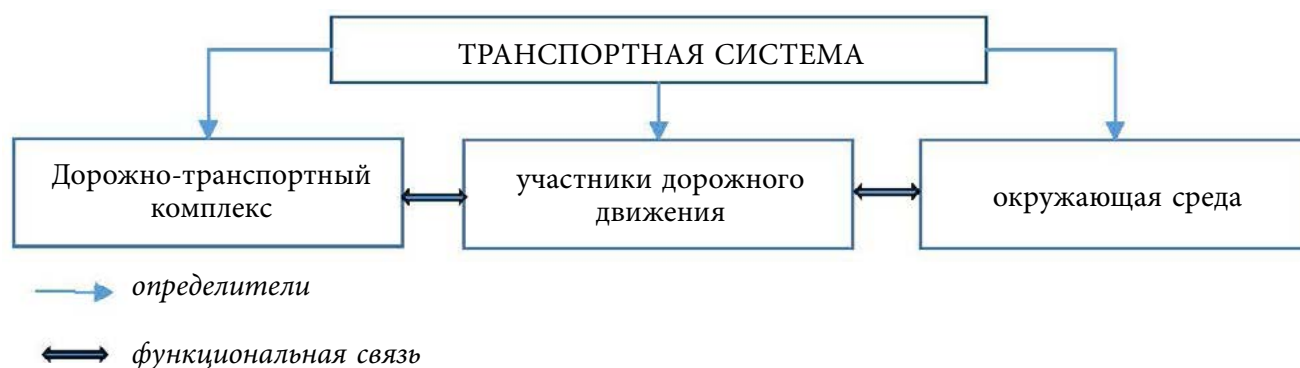 ТРАНСПОРТНАЯ СИСТЕМА
Дорожно-транспортный
комплекс
участники дорожного
движения
окружающая среда
определители
функциональная связь